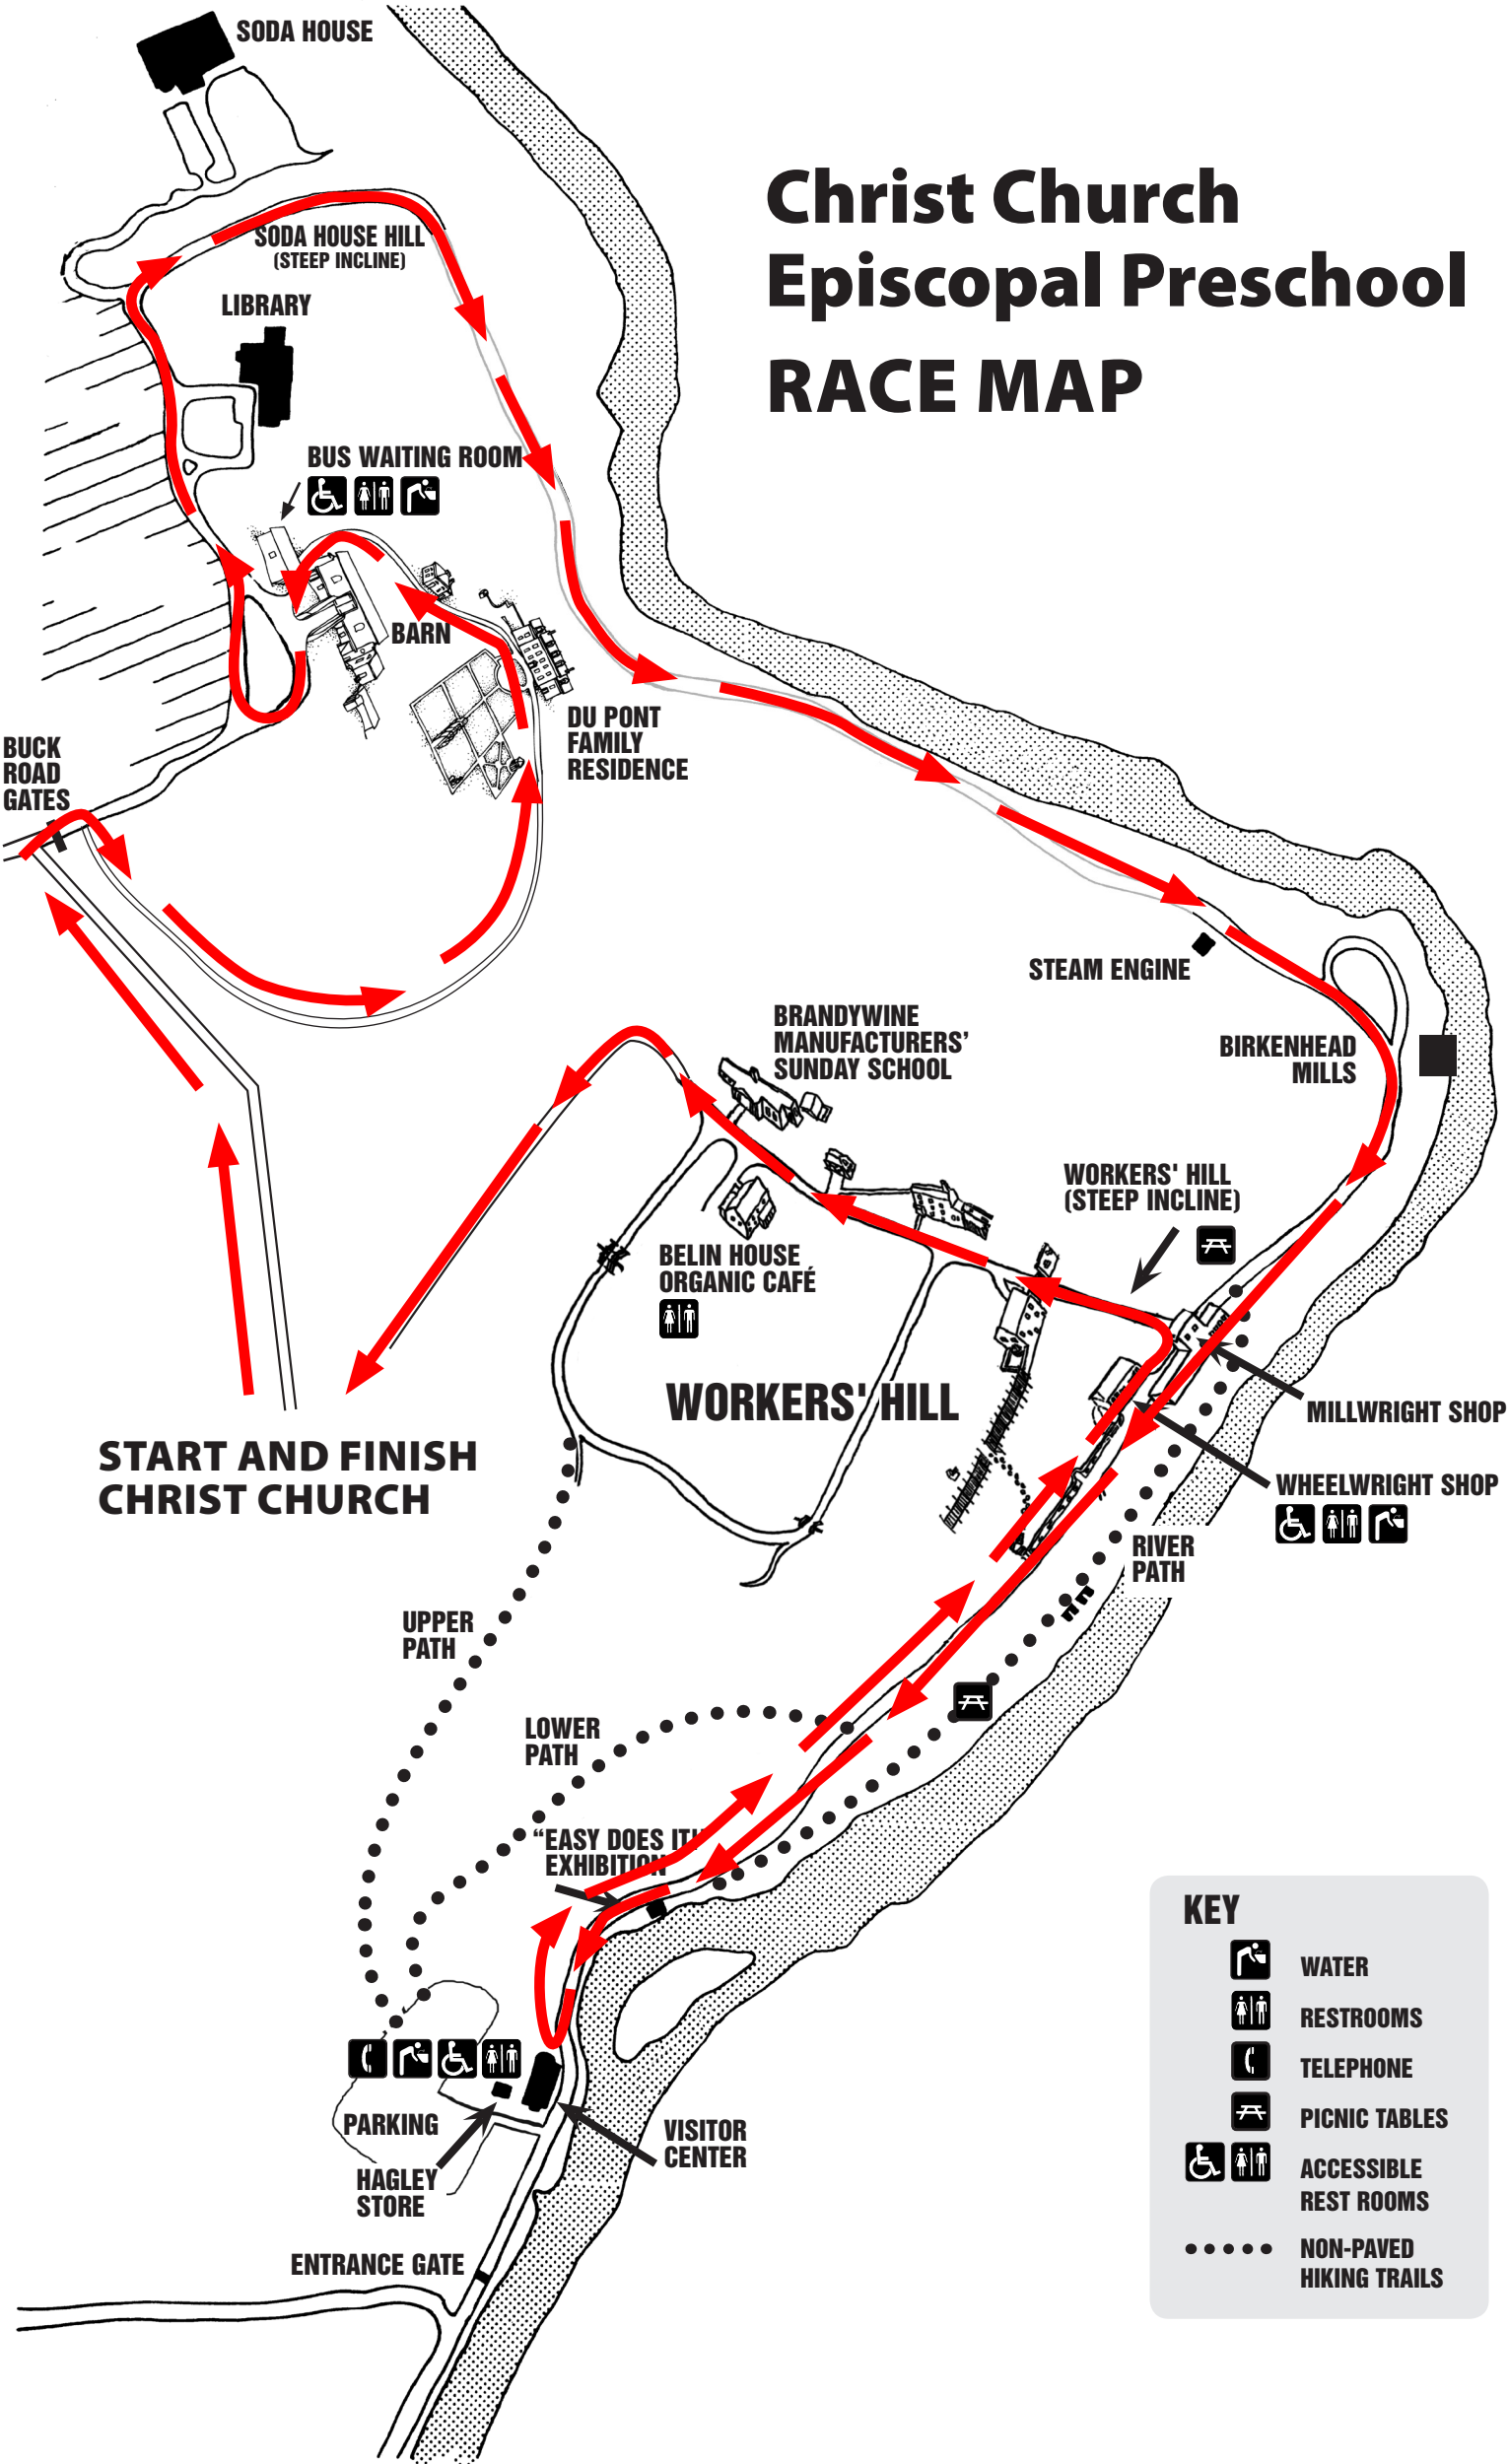 SODA HOUSE
Christ Church
Episcopal Preschool
RACE MAP
SODA HOUSE HILL
(STEEP INCLINE)
LIBRARY
BUS WAITING ROOM
BARN
DU PONT
FAMILY
RESIDENCE
BUCK
ROAD
GATES
STEAM ENGINE
BRANDYWINE
MANUFACTURERS'
SUNDAY SCHOOL
BIRKENHEAD
MILLS
WORKERS' HILL
(STEEP INCLINE)
BELIN HOUSE
ORGANIC CAFÉ
WORKERS' HILL
MILLWRIGHT SHOP
START AND FINISH
CHRIST CHURCH
WHEELWRIGHT SHOP
RIVER
PATH
UPPER
PATH
LOWER
PATH
“EASY DOES IT!”
EXHIBITION
KEY
WATER
RESTROOMS
TELEPHONE
PICNIC TABLES
ACCESSIBLE
REST ROOMS
NON-PAVED
HIKING TRAILS
PARKING
VISITOR
CENTER
HAGLEY
STORE
ENTRANCE GATE